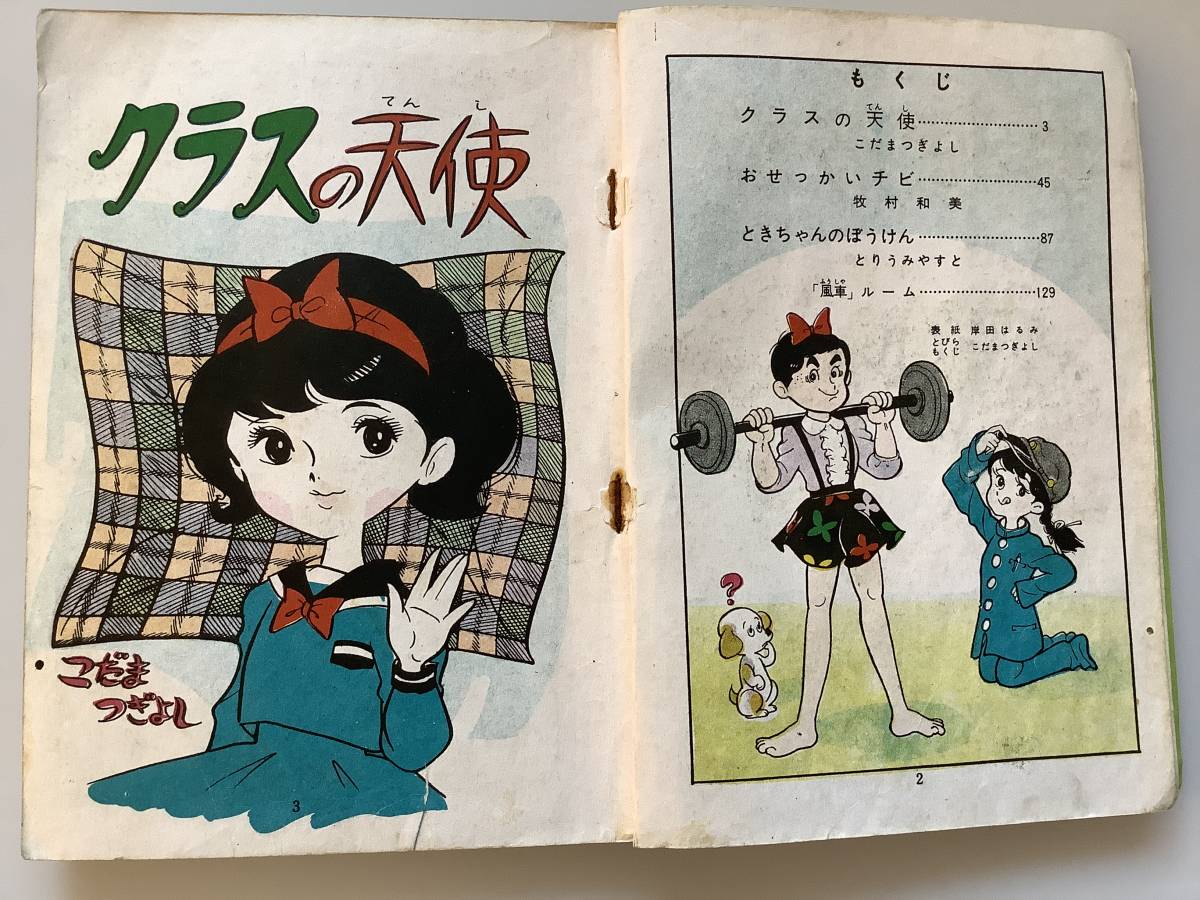 もくじ
クラスの天使 3
てんし
こだまつぎよし
おせっかいチビ 45
牧村和美
ときちゃんのぼうけん 87
とりうみやすと
「風車」ルーム 129
表紙 岸田はるみ
とびら
もくじ こだまつぎよし
?
2
クラスの天使
てんし
こだま
つぎよし
3